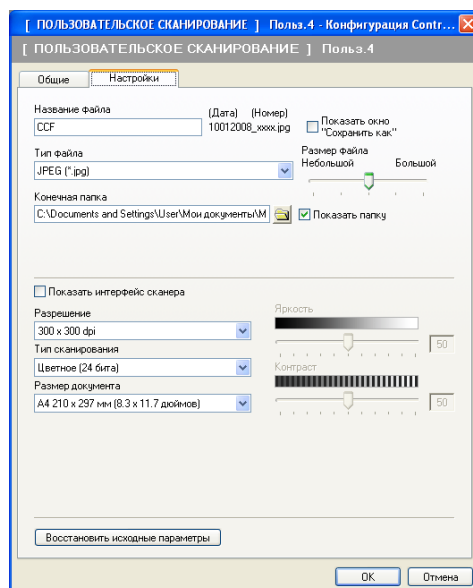 [ ПОЛЬЗОВАТЕЛЬСКОЕ СКАНИРОВАНИЕ ] Польз.4 - Конфигурация Contr...
[ ПОЛЬЗОВАТЕЛЬСКОЕ СКАНИРОВАНИЕ ] Польз.4
Общие Настройки
Название файла (Дата) (Номер)
CCF 10012008_xxxx.jpg Показать окно "Сохранить как"
Тип файла Размер файла
Небольшой Большой
JPEG (*.jpg)
Конечная папка
C:\Documents and Settings\User\Мои документы\М Показать папку
Показать интерфейс сканера
Разрешение Яркость
300 x 300 dpi 50
Тип сканирования
Цветное (24 бита) Контраст
Размер документа
A4 210 x 297 мм (8.3 x 11.7 дюймов) 50
Восстановить исходные параметры
OK Отмена